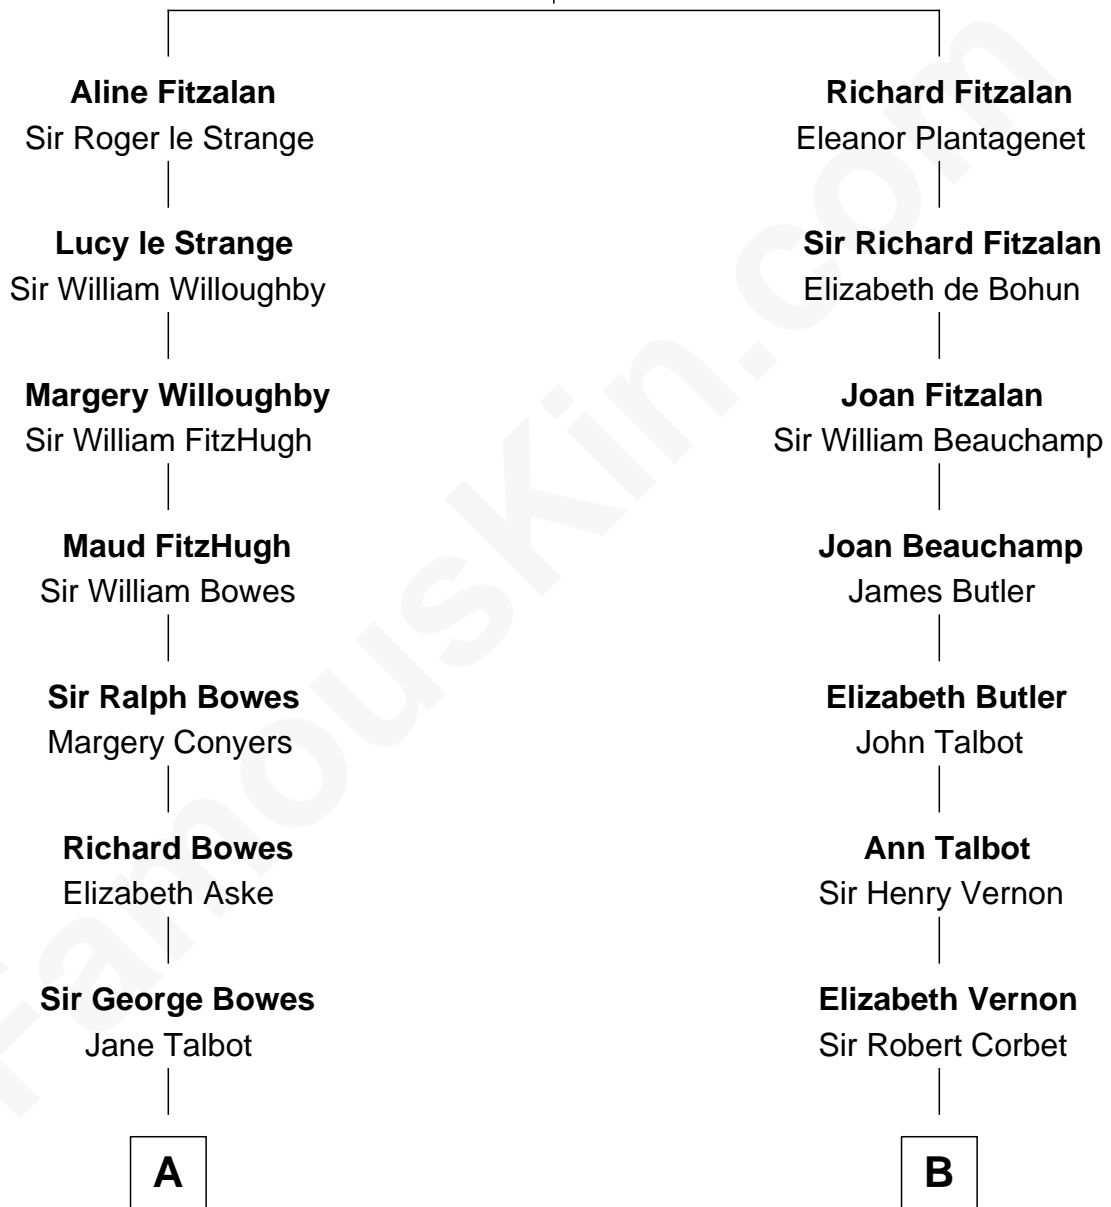 Aline Fitzalan
Sir Roger le Strange
Lucy le Strange
Sir William Willoughby
Margery Willoughby
Sir William FitzHugh
Maud FitzHugh
Sir William Bowes
Sir Ralph Bowes
Margery Conyers
Richard Bowes
Elizabeth Aske
Sir George Bowes
Jane Talbot
A
Richard Fitzalan
Eleanor Plantagenet
Sir Richard Fitzalan
Elizabeth de Bohun
Joan Fitzalan
Sir William Beauchamp
Joan Beauchamp
James Butler
Elizabeth Butler
John Talbot
Ann Talbot
Sir Henry Vernon
Elizabeth Vernon
Sir Robert Corbet
B
FamousKin.com